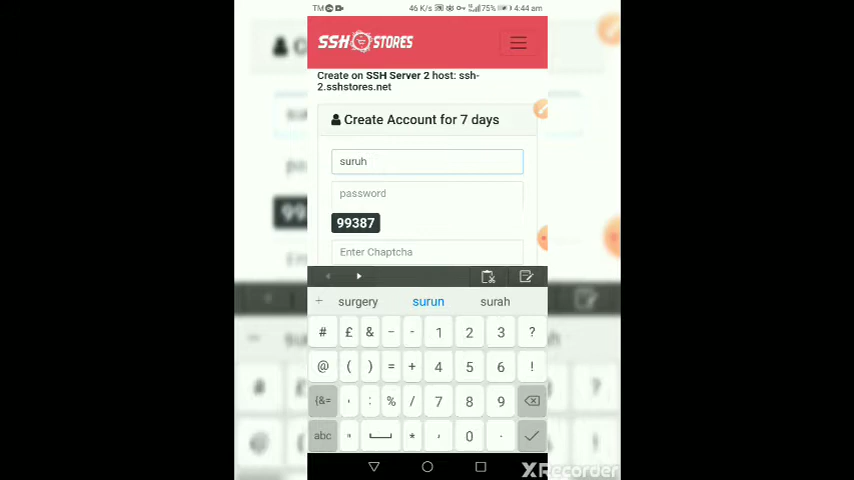 TM 46 K/s 75% 4:44 am
SSH STORES
Create on SSH Server 2 host: ssh-
2.sshstores.net
Create Account for 7 days
suruh
password
99387
Enter Chaptcha
+ surgery surun surah
# £ & − - 1 2 3 ?
@ ( ) = + 4 5 6 !
{&= ' : % / 7 8 9
abc " * , 0 .
XRecorder